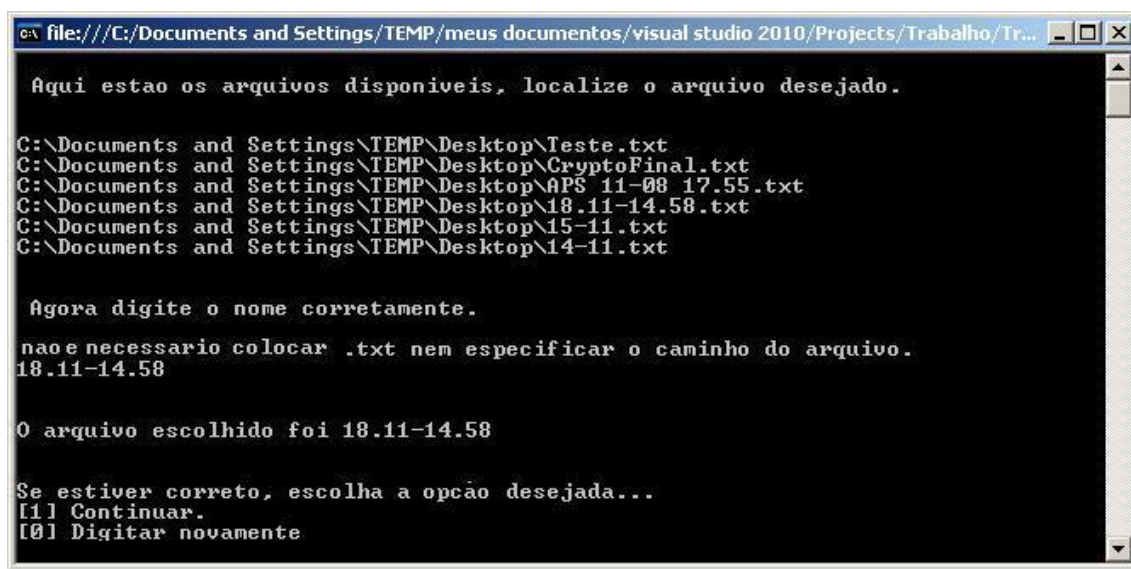 file:///C:/Documents and Settings/TEMP/meus documentos/visual studio 2010/Projects/Trabalho/Tr...
Aqui estao os arquivos disponiveis, localize o arquivo desejado.
C:\Documents and Settings\TEMP\Desktop\Teste.txt
C:\Documents and Settings\TEMP\Desktop\CryptoFinal.txt
C:\Documents and Settings\TEMP\Desktop\APS 11-08 17.55.txt
C:\Documents and Settings\TEMP\Desktop\18.11-14.58.txt
C:\Documents and Settings\TEMP\Desktop\15-11.txt
C:\Documents and Settings\TEMP\Desktop\14-11.txt
Agora digite o nome corretamente.
nao e necessario colocar .txt nem especificar o caminho do arquivo.
18.11-14.58
O arquivo escolhido foi 18.11-14.58
Se estiver correto, escolha a opcão desejada...
[1] Continuar.
[0] Digitar novamente